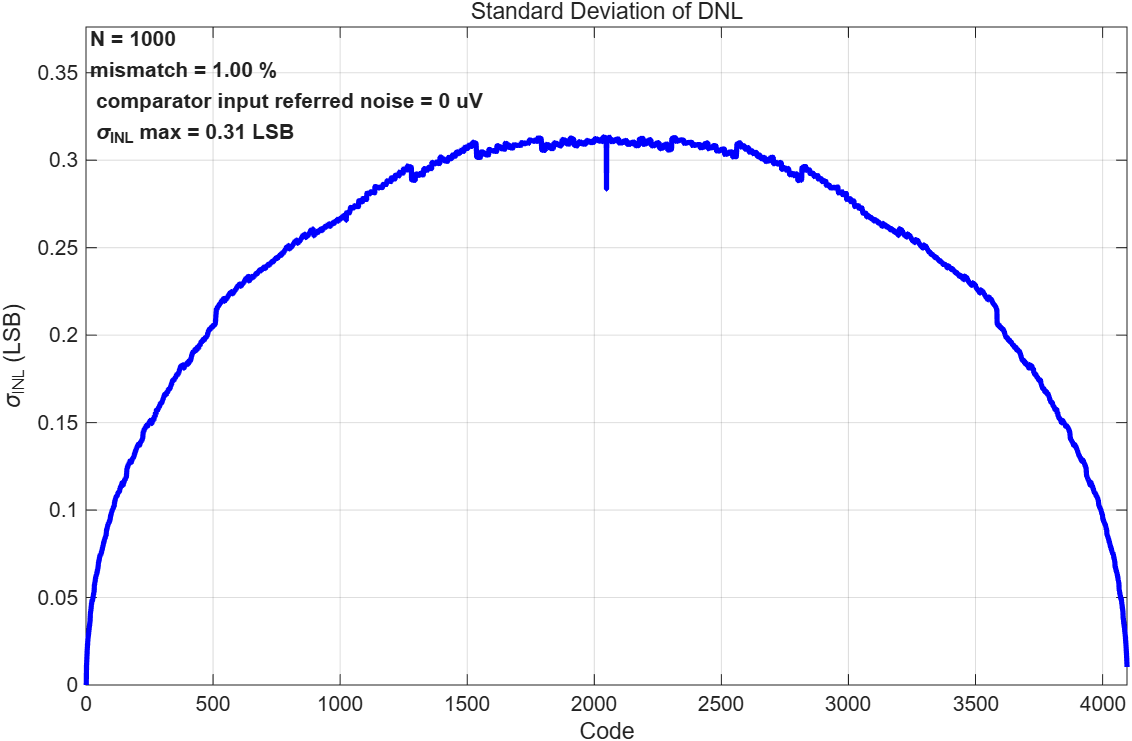 Standard Deviation of DNL
N = 1000
mismatch = 1.00 %
comparator input referred noise = 0 uV
σINL max = 0.31 LSB
σINL (LSB)
0.35
0.3
0.25
0.2
0.15
0.1
0.05
0
0 500 1000 1500 2000 2500 3000 3500 4000
Code